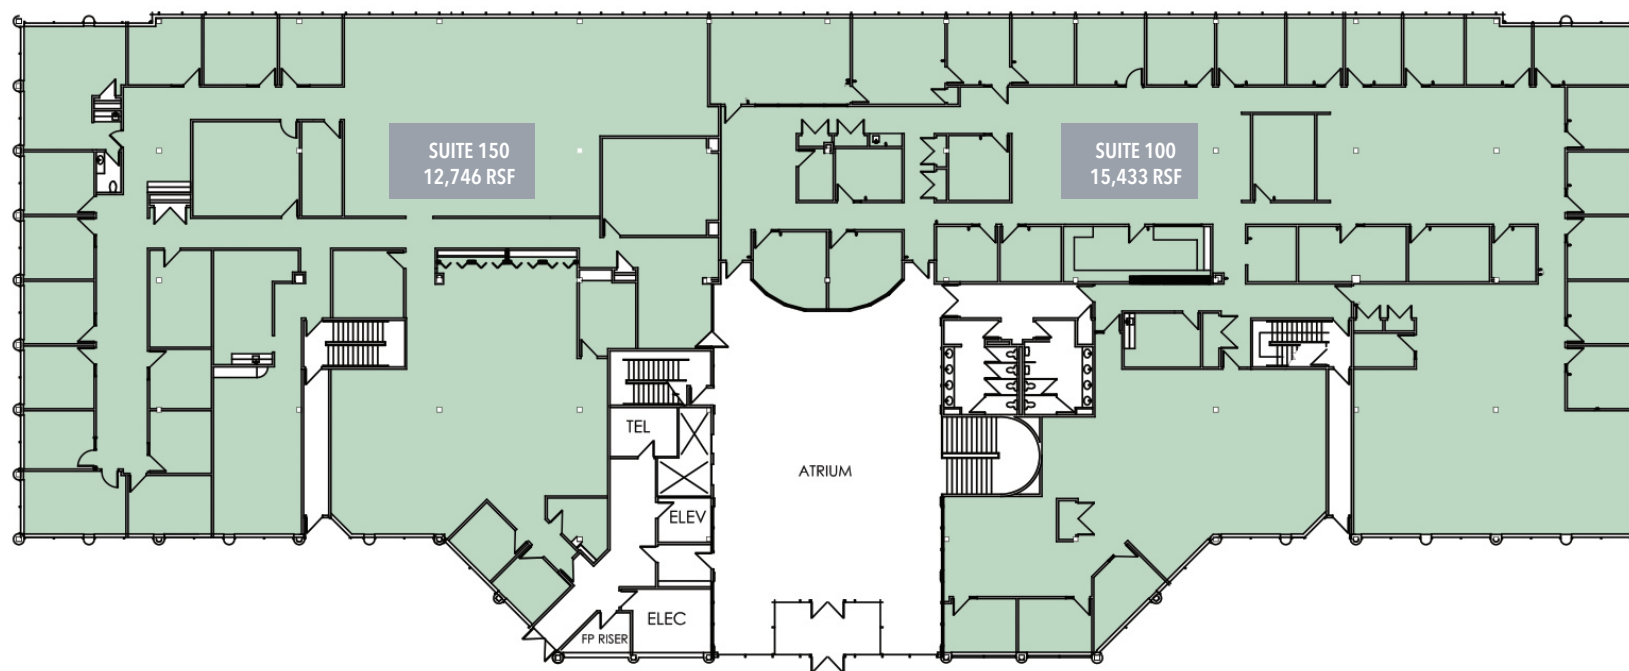 SUITE 150
12,746 RSF
SUITE 100
15,433 RSF
TEL
ATRIUM
ELEV
ELEC
FP RISER